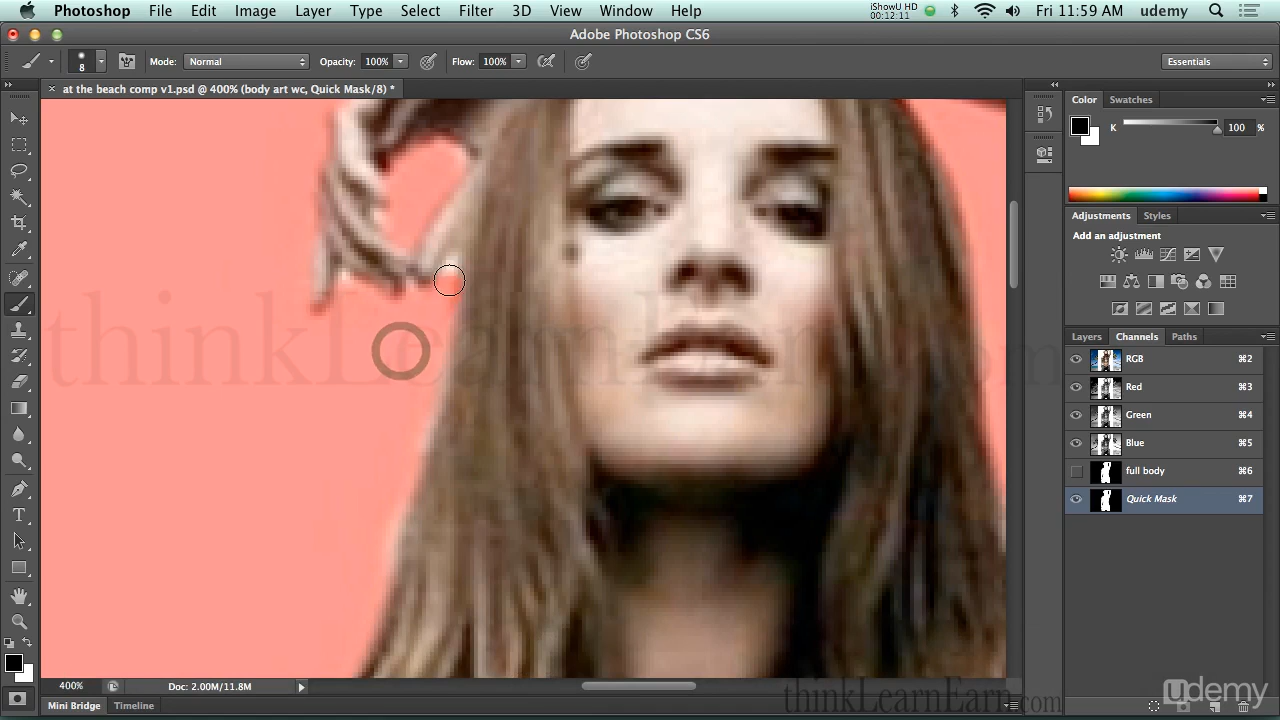 Photoshop File Edit Image Layer Type Select Filter 3D View Window Help iShowU HD 00:12:11 Fri 11:59 AM udemy
Adobe Photoshop CS6
8 Mode: Normal Opacity: 100% Flow: 100% Essentials
× at the beach comp v1.psd @ 400% (body art wc, Quick Mask/8) *
Color Swatches
K 100 %
Adjustments Styles
Add an adjustment
thinkLearnEarn.com
Layers Channels Paths
RGB ⌘2
Red ⌘3
Green ⌘4
Blue ⌘5
full body ⌘6
Quick Mask ⌘7
400% Doc: 2.00M/11.8M
thinkLearnEarn.com
udemy
Mini Bridge Timeline